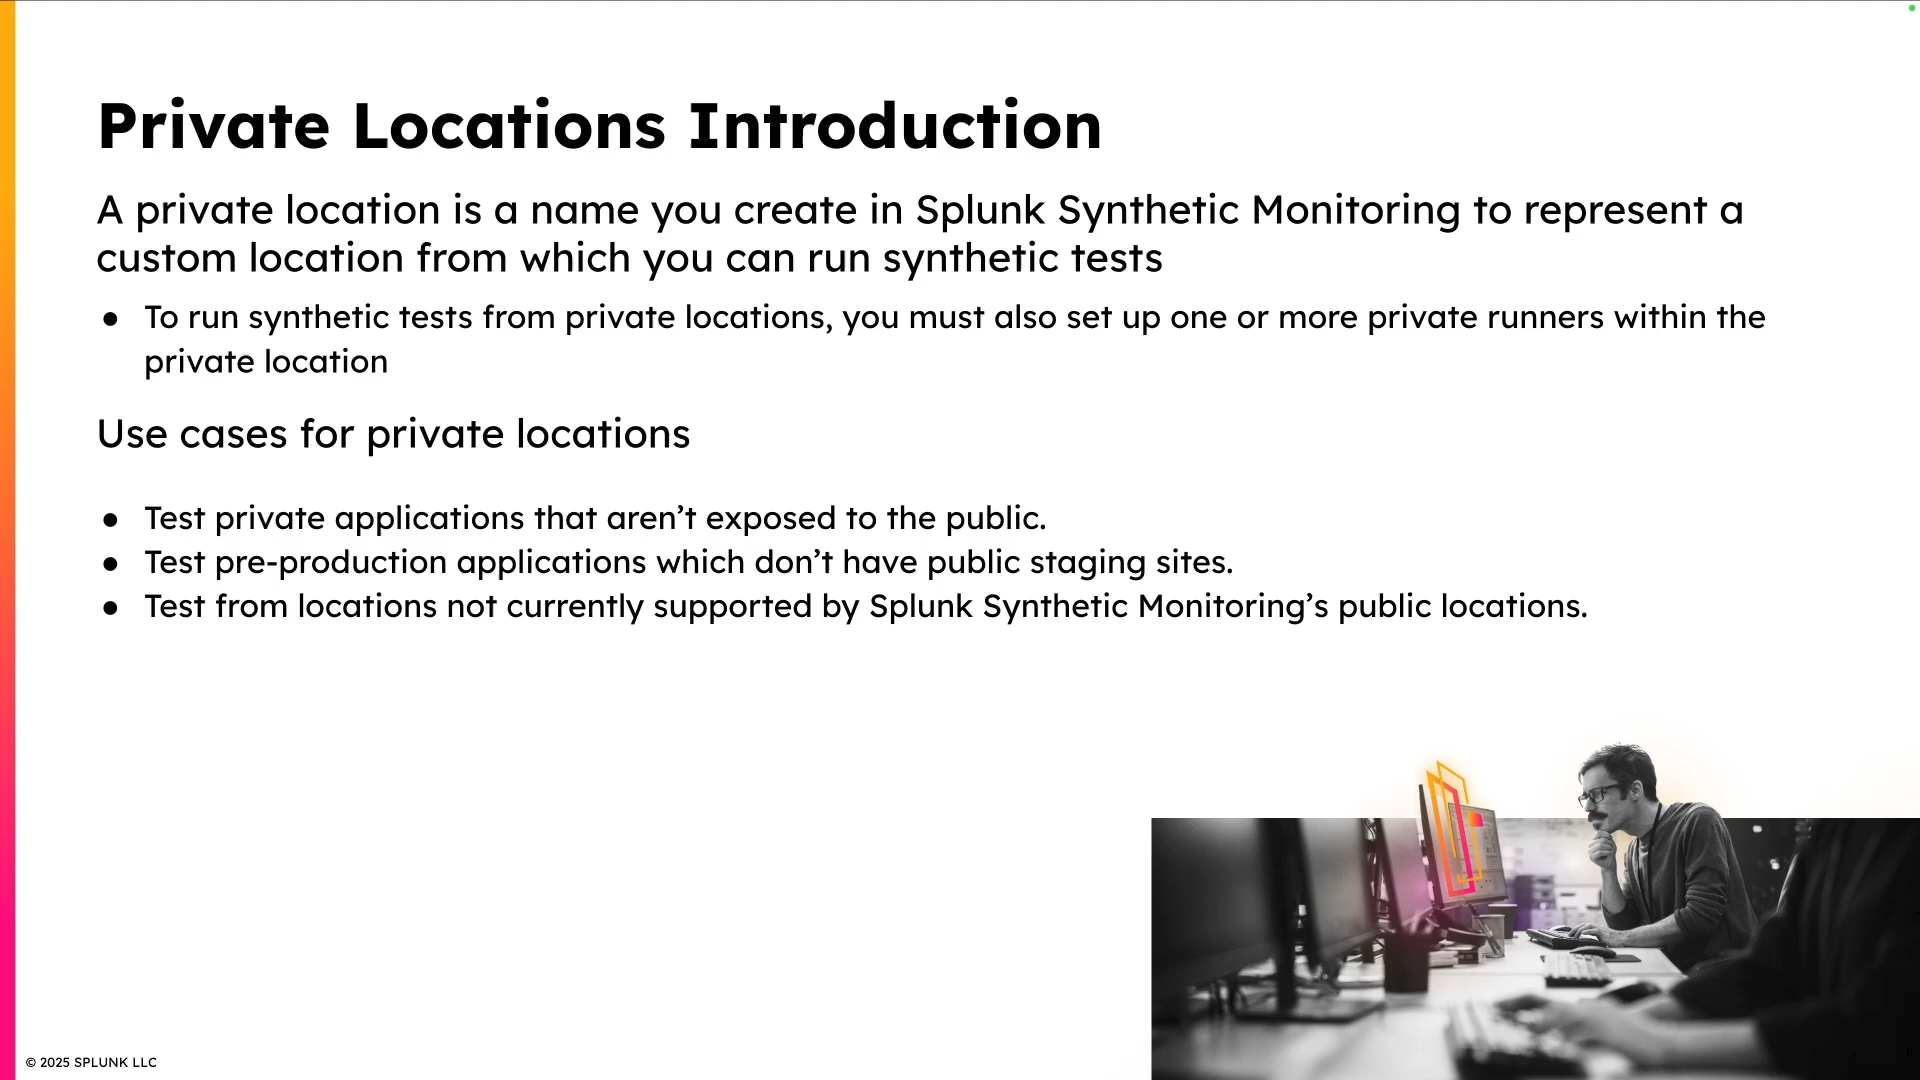 Private Locations Introduction
A private location is a name you create in Splunk Synthetic Monitoring to represent a
custom location from which you can run synthetic tests
● To run synthetic tests from private locations, you must also set up one or more private runners within the
private location
Use cases for private locations
● Test private applications that aren’t exposed to the public.
● Test pre-production applications which don’t have public staging sites.
● Test from locations not currently supported by Splunk Synthetic Monitoring’s public locations.
© 2025 SPLUNK LLC